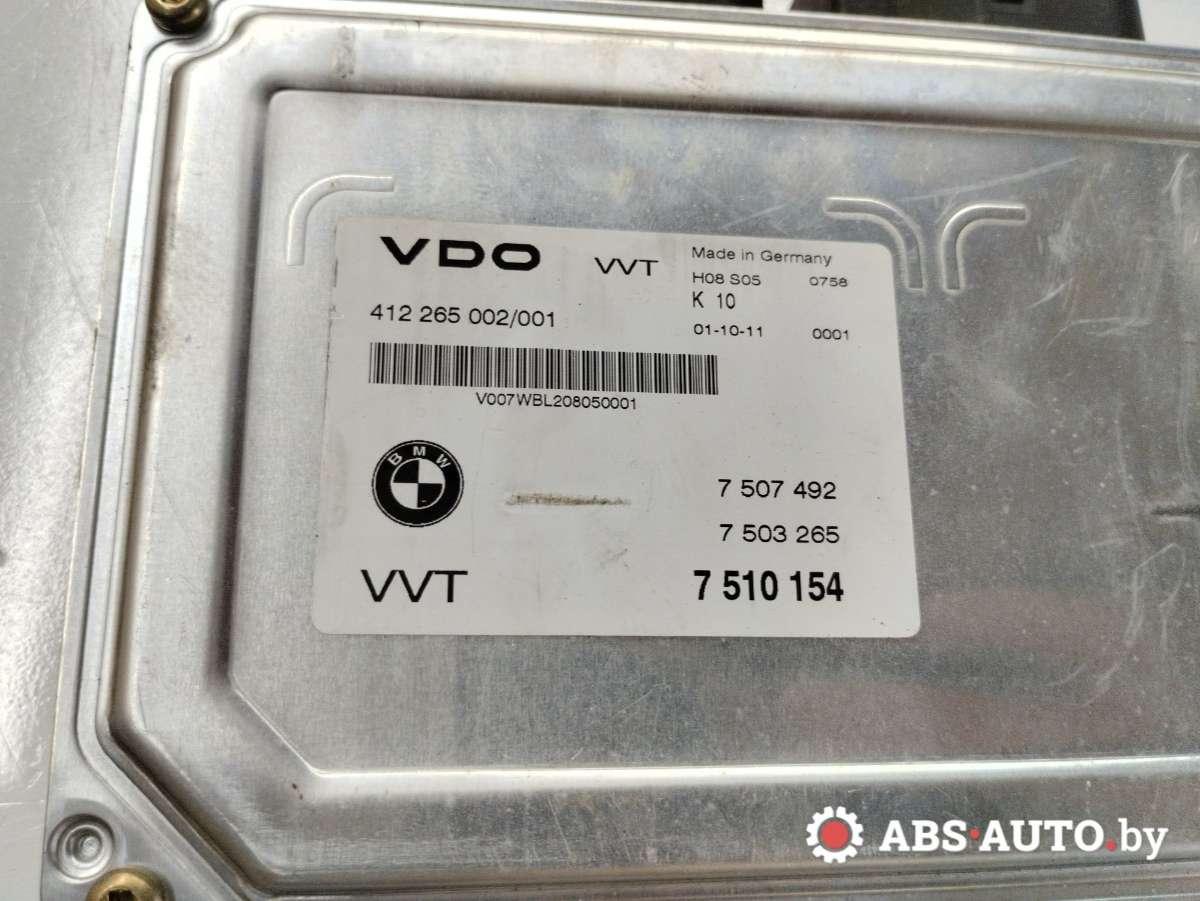 VDO VVT
Made in Germany
H08 S05 0758
K 10
412 265 002/001
01-10-11 0001
V007WBL208050001
BMW
7 507 492
7 503 265
VVT 7 510 154
ABS·AUTO.by